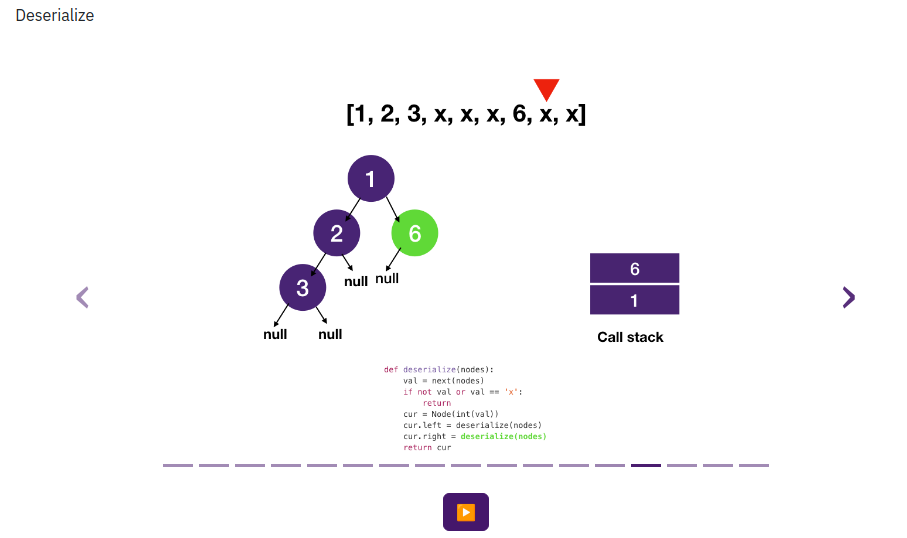 Deserialize
[1, 2, 3, x, x, x, 6, x, x]
1
2
6
null
null
3
null
null
6
1
Call stack
def deserialize(nodes):
    val = next(nodes)
    if not val or val == 'x':
        return
    cur = Node(int(val))
    cur.left = deserialize(nodes)
    cur.right = deserialize(nodes)
    return cur